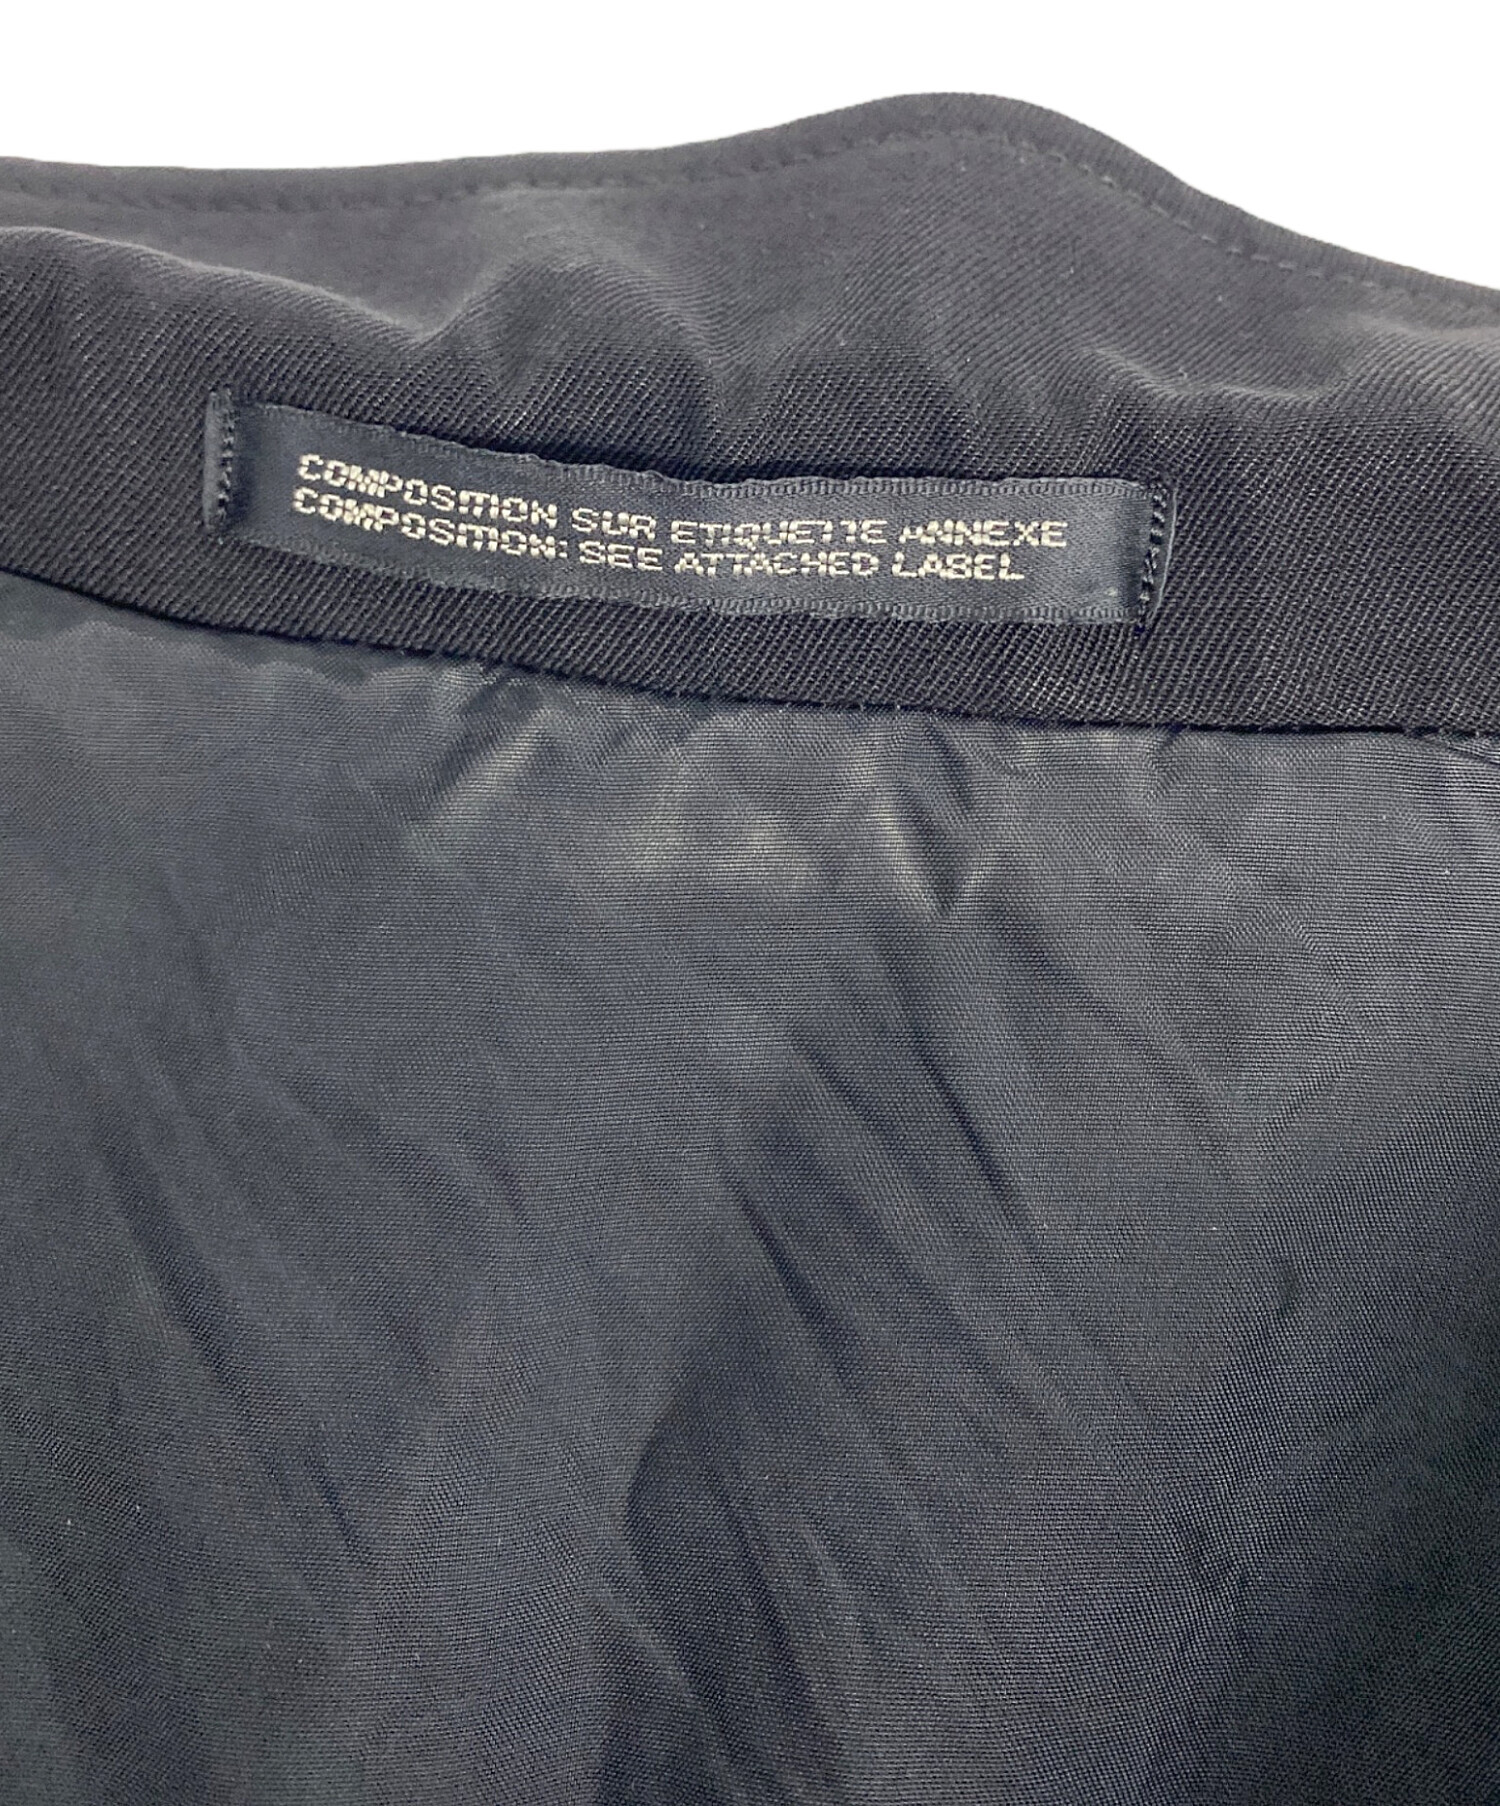 COMPOSITION SUR ETIQUETTE ANNEXE
COMPOSITION: SEE ATTACHED LABEL